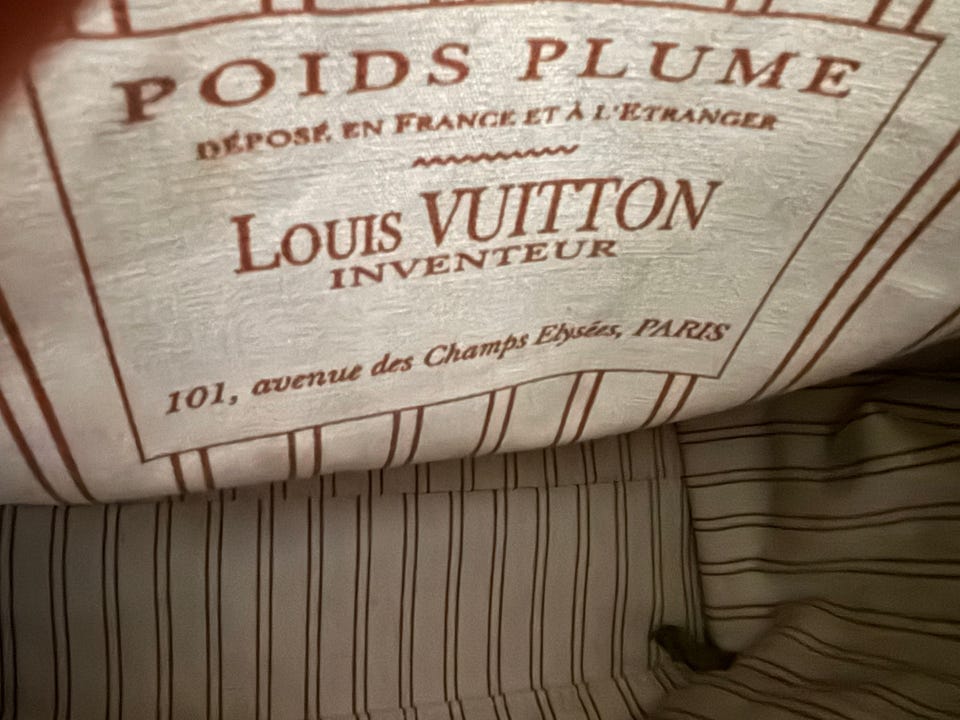 POIDS PLUME
DÉPOSÉ EN FRANCE ET À L'ETRANGER
LOUIS VUITTON
INVENTEUR
101, avenue des Champs Elysées, PARIS